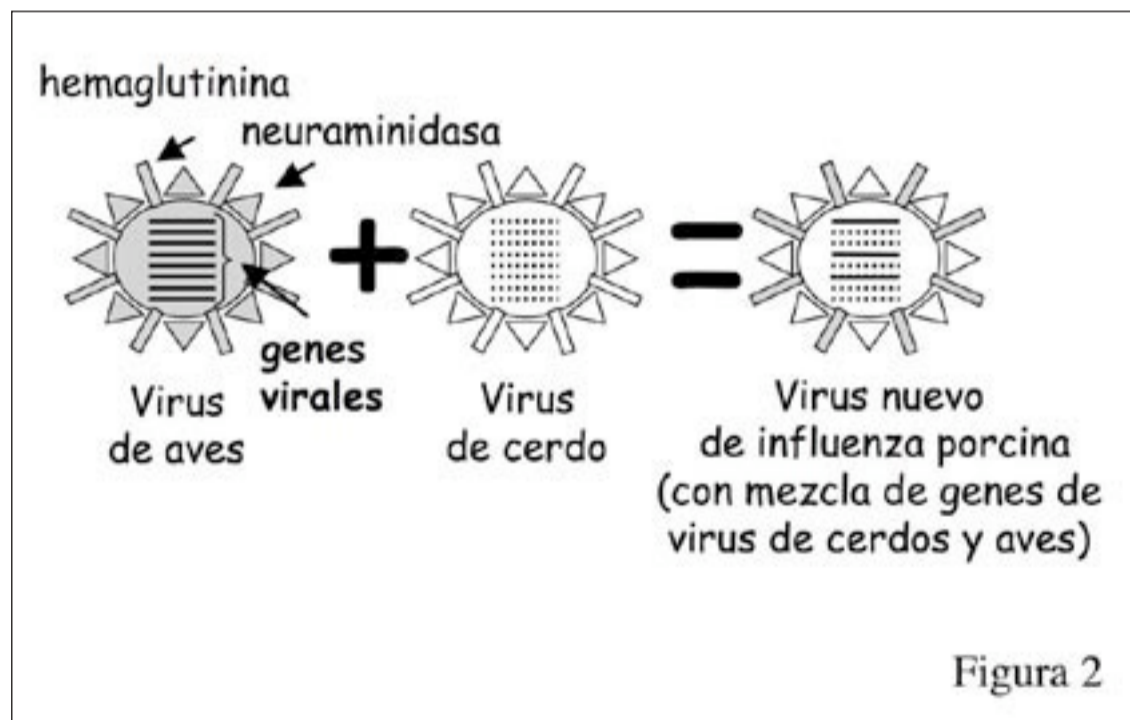 hemaglutinina
neuraminidasa
genes
virales
Virus
de aves
Virus
de cerdo
Virus nuevo
de influenza porcina
(con mezcla de genes de
virus de cerdos y aves)
Figura 2